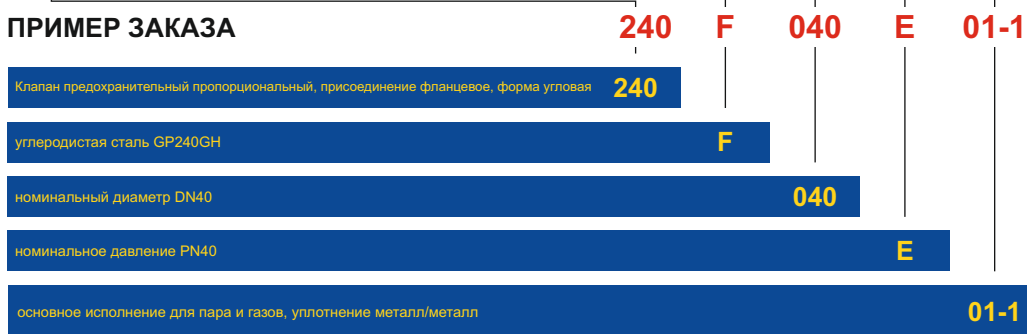 ПРИМЕР ЗАКАЗА 240 F 040 E 01-1
Клапан предохранительный пропорциональный, присоединение фланцевое, форма угловая 240
углеродистая сталь GP240GH F
номинальный диаметр DN40 040
номинальное давление PN40 E
основное исполнение для пара и газов, уплотнение металл/металл 01-1